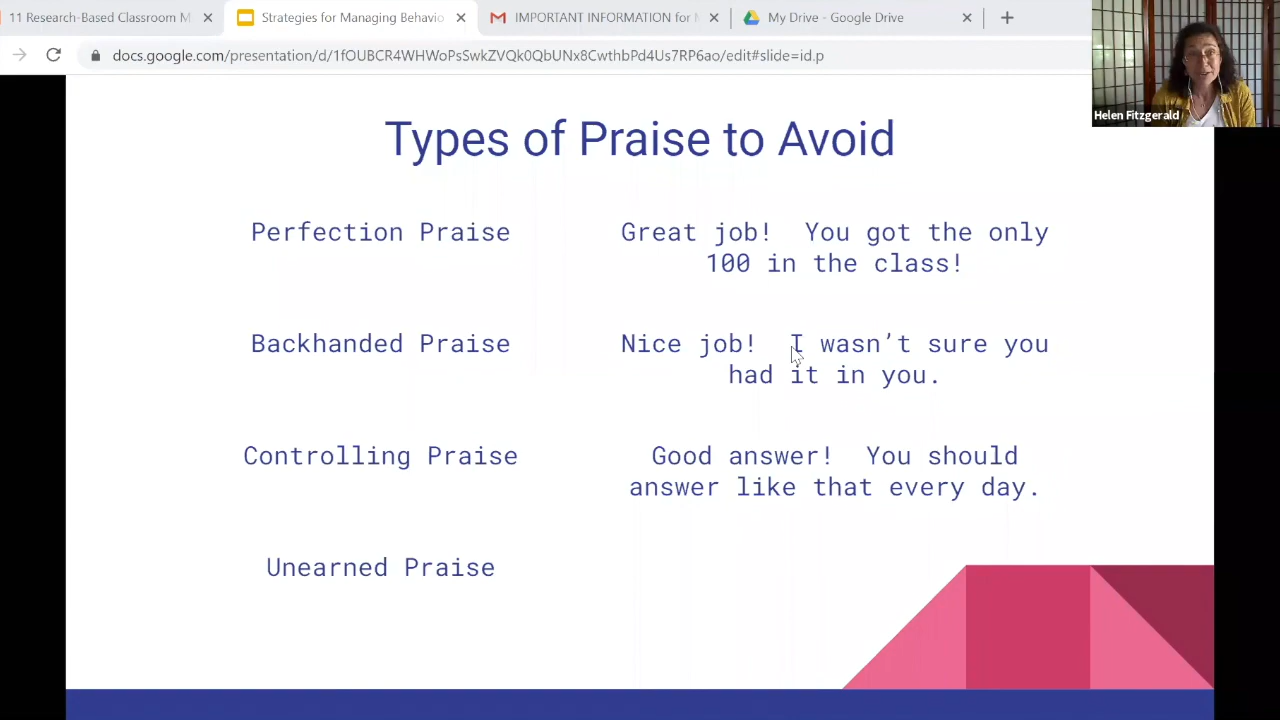 11 Research-Based Classroom M
Strategies for Managing Behavio
IMPORTANT INFORMATION for
My Drive - Google Drive
docs.google.com/presentation/d/1fOUBCR4WHWoPsSwkZVQk0QbUNx8CwthbPd4Us7RP6ao/edit#slide=id.p
Helen Fitzgerald
Types of Praise to Avoid
Perfection Praise
Great job! You got the only
100 in the class!
Backhanded Praise
Nice job! I wasn't sure you
had it in you.
Controlling Praise
Good answer! You should
answer like that every day.
Unearned Praise